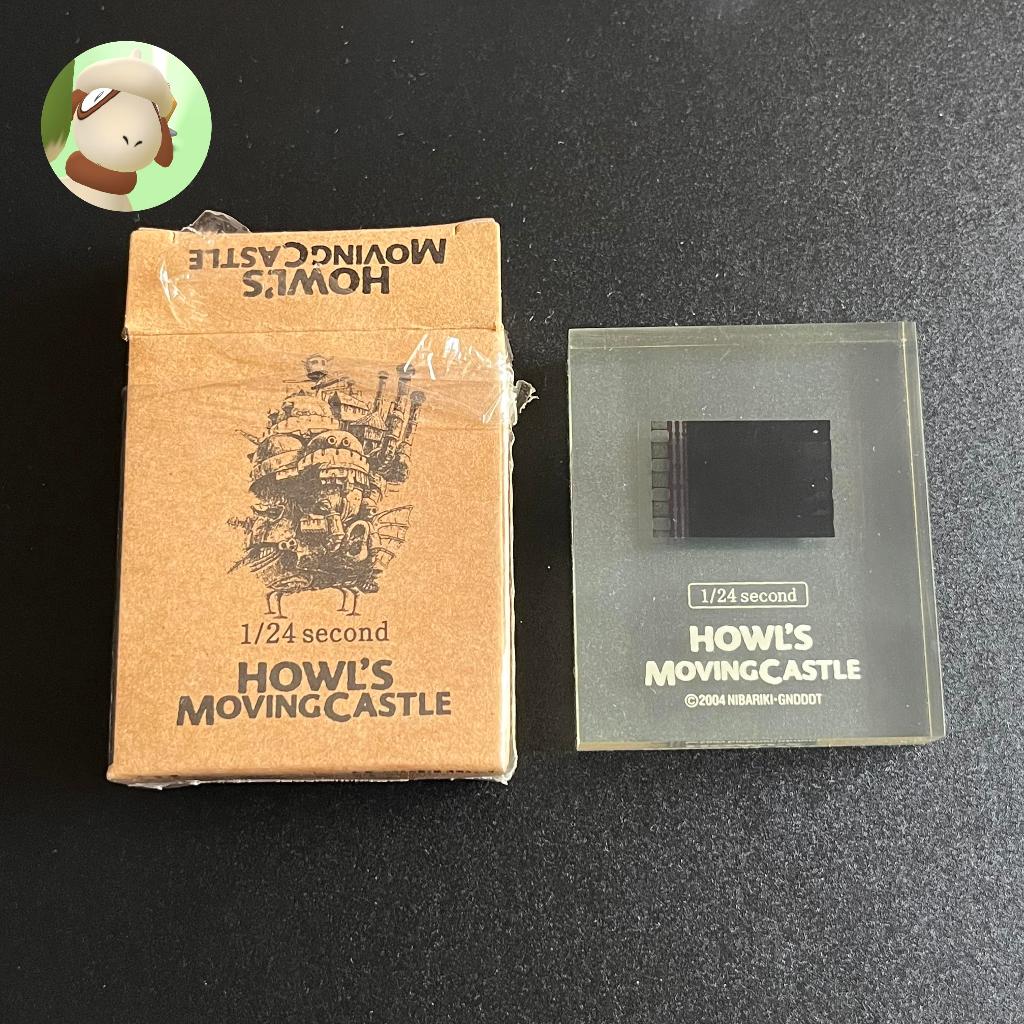 HOWL'S
MOVINGCASTLE
1/24 second
HOWL'S
MOVINGCASTLE
1/24 second
HOWL'S
MOVINGCASTLE
©2004 NIBARIKI·GNDDDT